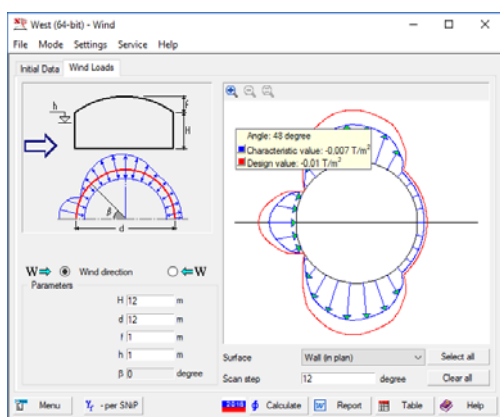 West (64-bit) - Wind
File Mode Settings Service Help
Initial Data Wind Loads
h
f
H
β
d
Angle: 48 degree
Characteristic value: -0.007 T/m²
Design value: -0.01 T/m²
W Wind direction W
Parameters
H 12 m
d 12 m
f 1 m
h 1 m
β 0 degree
Surface Wall (in plan) Select all
Scan step 12 degree Clear all
Menu γf - per SNiP Calculate Report Table Help